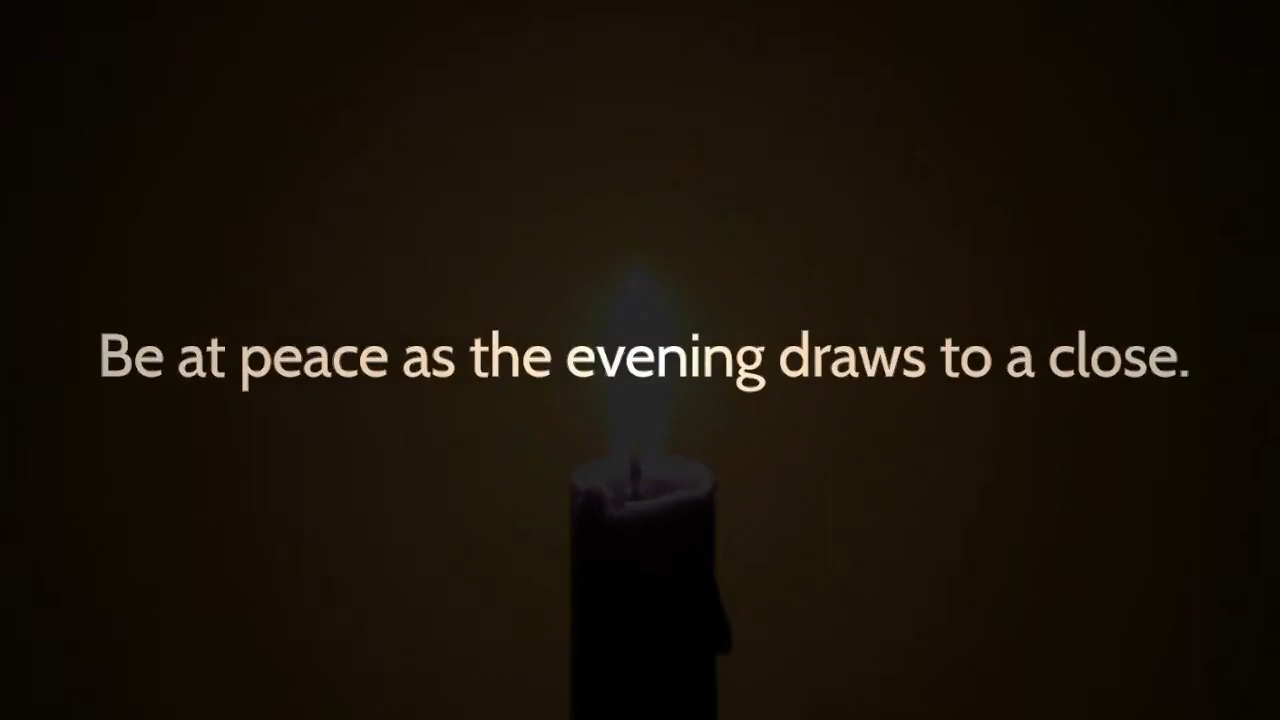 Be at peace as the evening draws to a close.